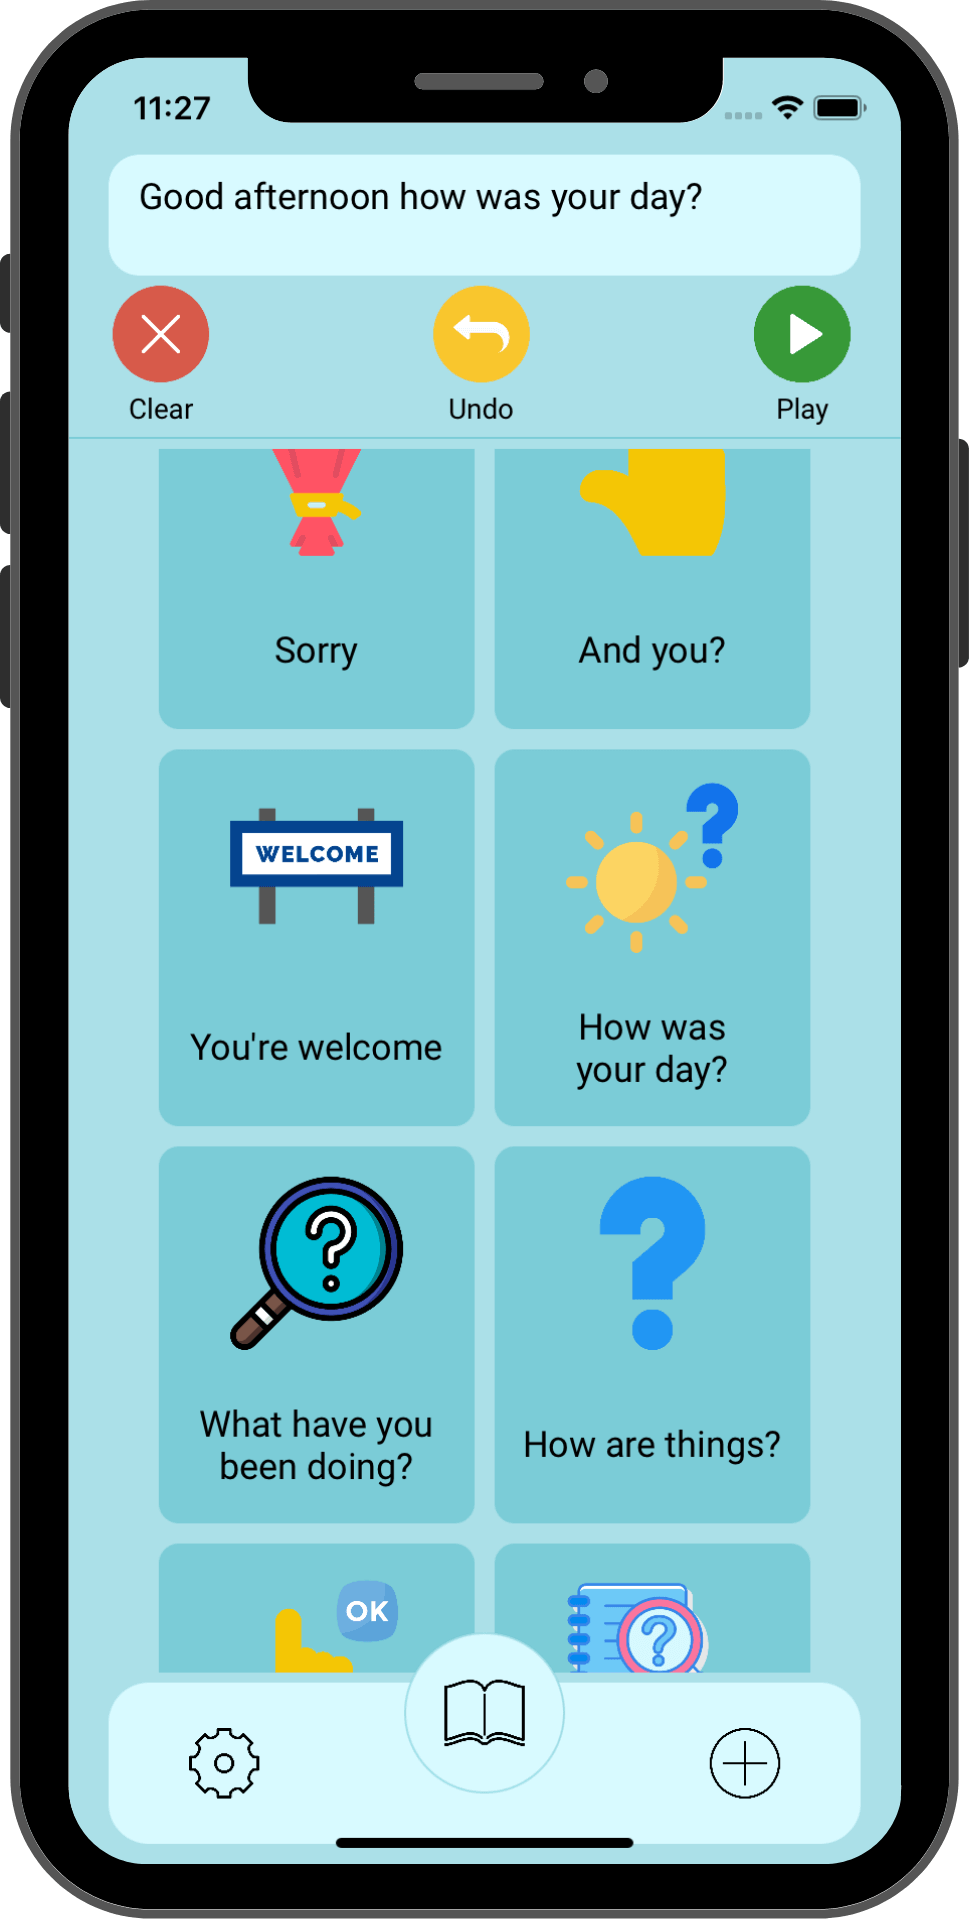 11:27
Good afternoon how was your day?
Clear
Undo
Play
Sorry
And you?
WELCOME
You're welcome
How was
your day?
What have you
been doing?
How are things?
OK